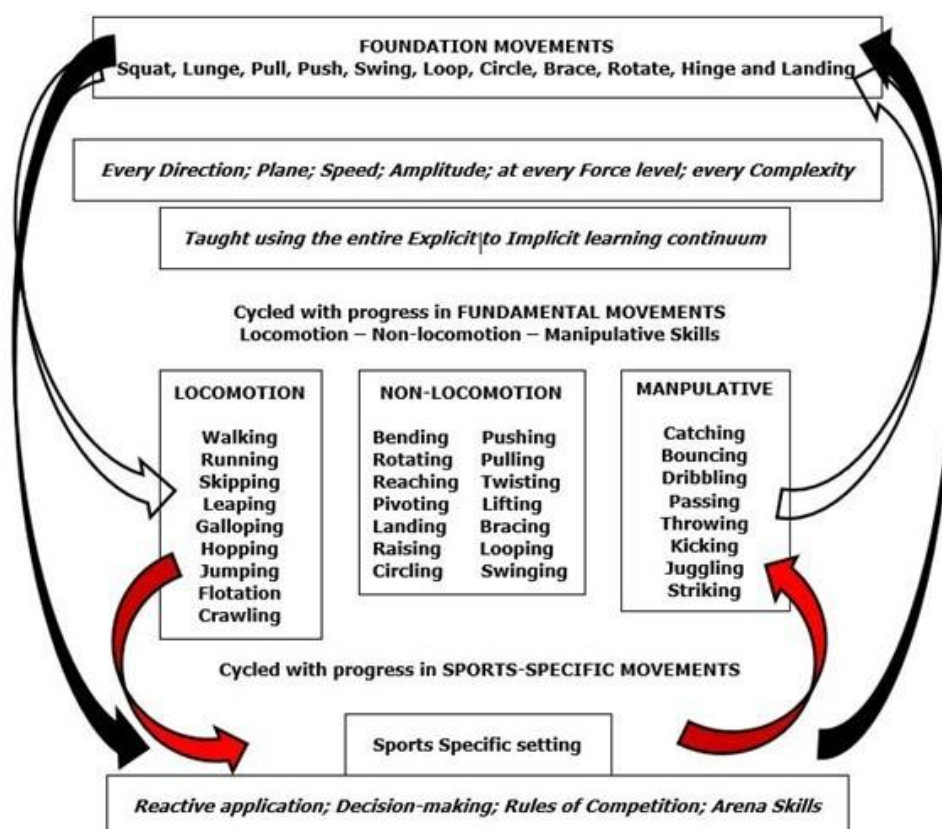 FOUNDATION MOVEMENTS
Squat, Lunge, Pull, Push, Swing, Loop, Circle, Brace, Rotate, Hinge and Landing
Every Direction; Plane; Speed; Amplitude; at every Force level; every Complexity
Taught using the entire Explicit to Implicit learning continuum
Cycled with progress in FUNDAMENTAL MOVEMENTS
Locomotion – Non-locomotion – Manipulative Skills
LOCOMOTION
Walking
Running
Skipping
Leaping
Galloping
Hopping
Jumping
Flotation
Crawling
NON-LOCOMOTION
Bending Pushing
Rotating Pulling
Reaching Twisting
Pivoting Lifting
Landing Bracing
Raising Looping
Circling Swinging
MANPULATIVE
Catching
Bouncing
Dribbling
Passing
Throwing
Kicking
Juggling
Striking
Cycled with progress in SPORTS-SPECIFIC MOVEMENTS
Sports Specific setting
Reactive application; Decision-making; Rules of Competition; Arena Skills